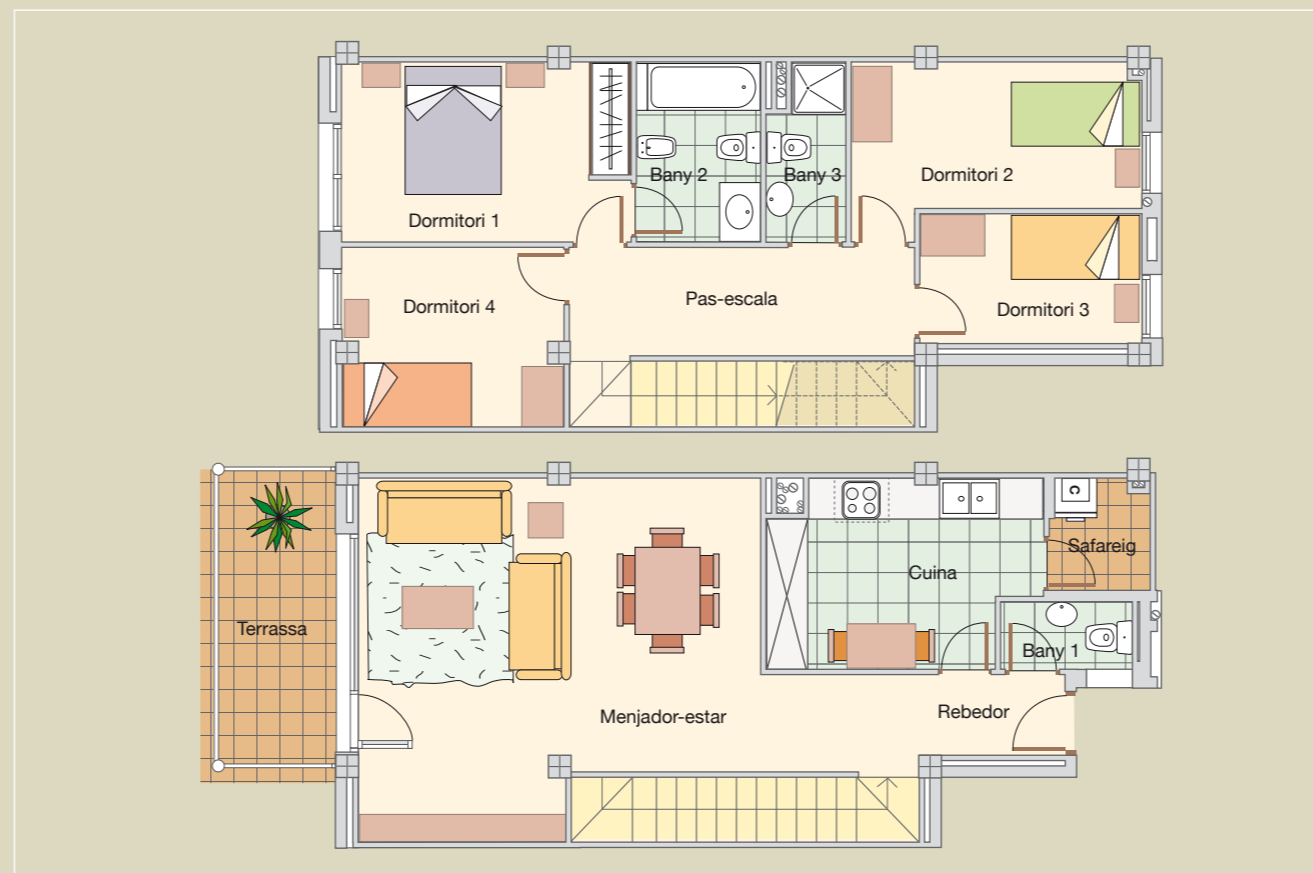 Bany 2
Bany 3
Dormitori 2
Dormitori 1
Dormitori 4
Pas-escala
Dormitori 3
C
Safareig
Cuina
Terrassa
Bany 1
Menjador-estar
Rebedor